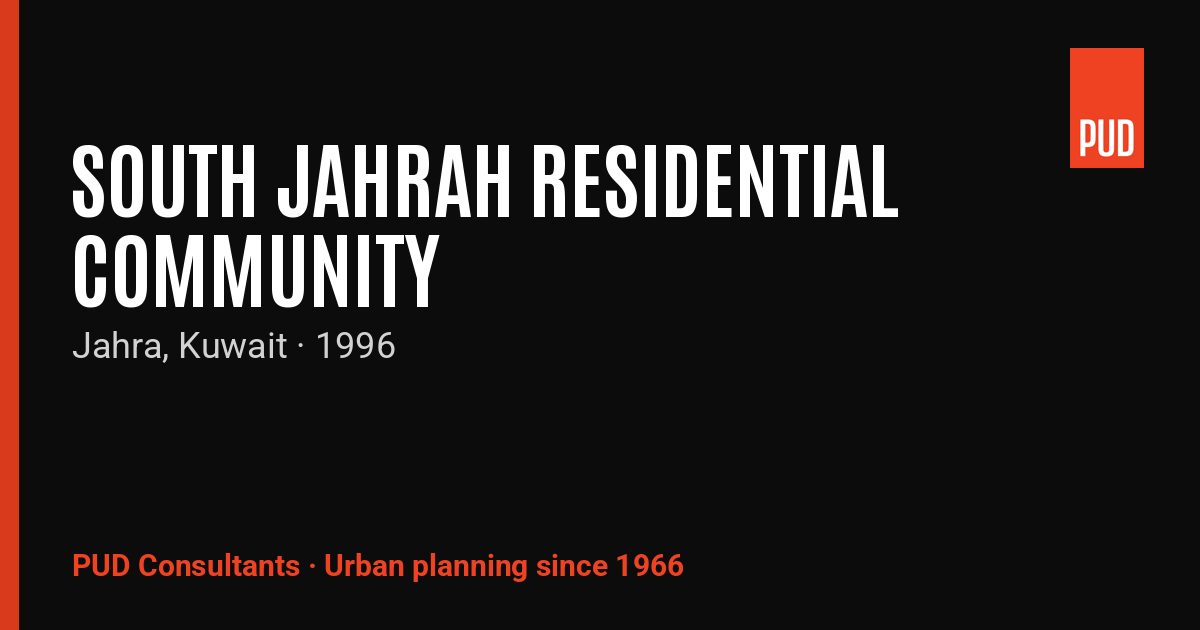 PUD
SOUTH JAHRAH RESIDENTIAL
COMMUNITY
Jahra, Kuwait · 1996
PUD Consultants · Urban planning since 1966